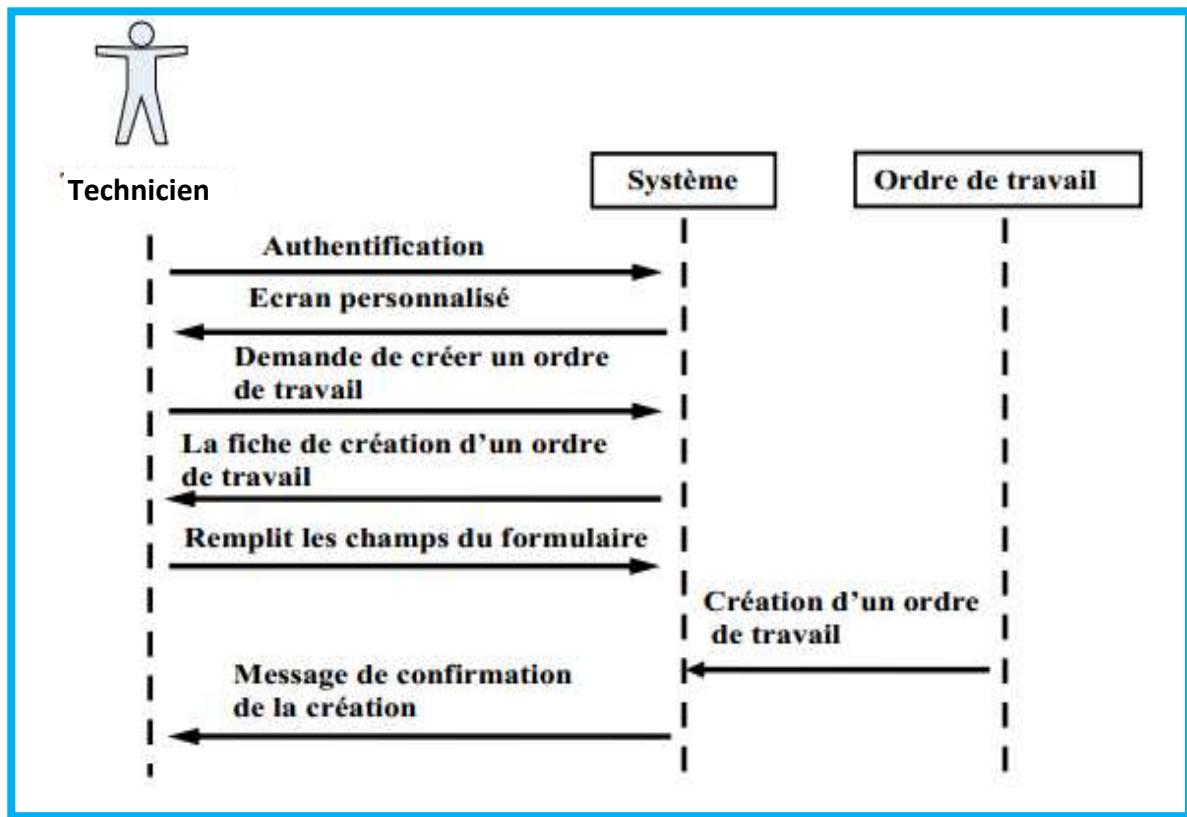 Technicien
Système
Ordre de travail
Authentification
Ecran personnalisé
Demande de créer un ordre
de travail
La fiche de création d’un ordre
de travail
Remplit les champs du formulaire
Création d’un ordre
de travail
Message de confirmation
de la création